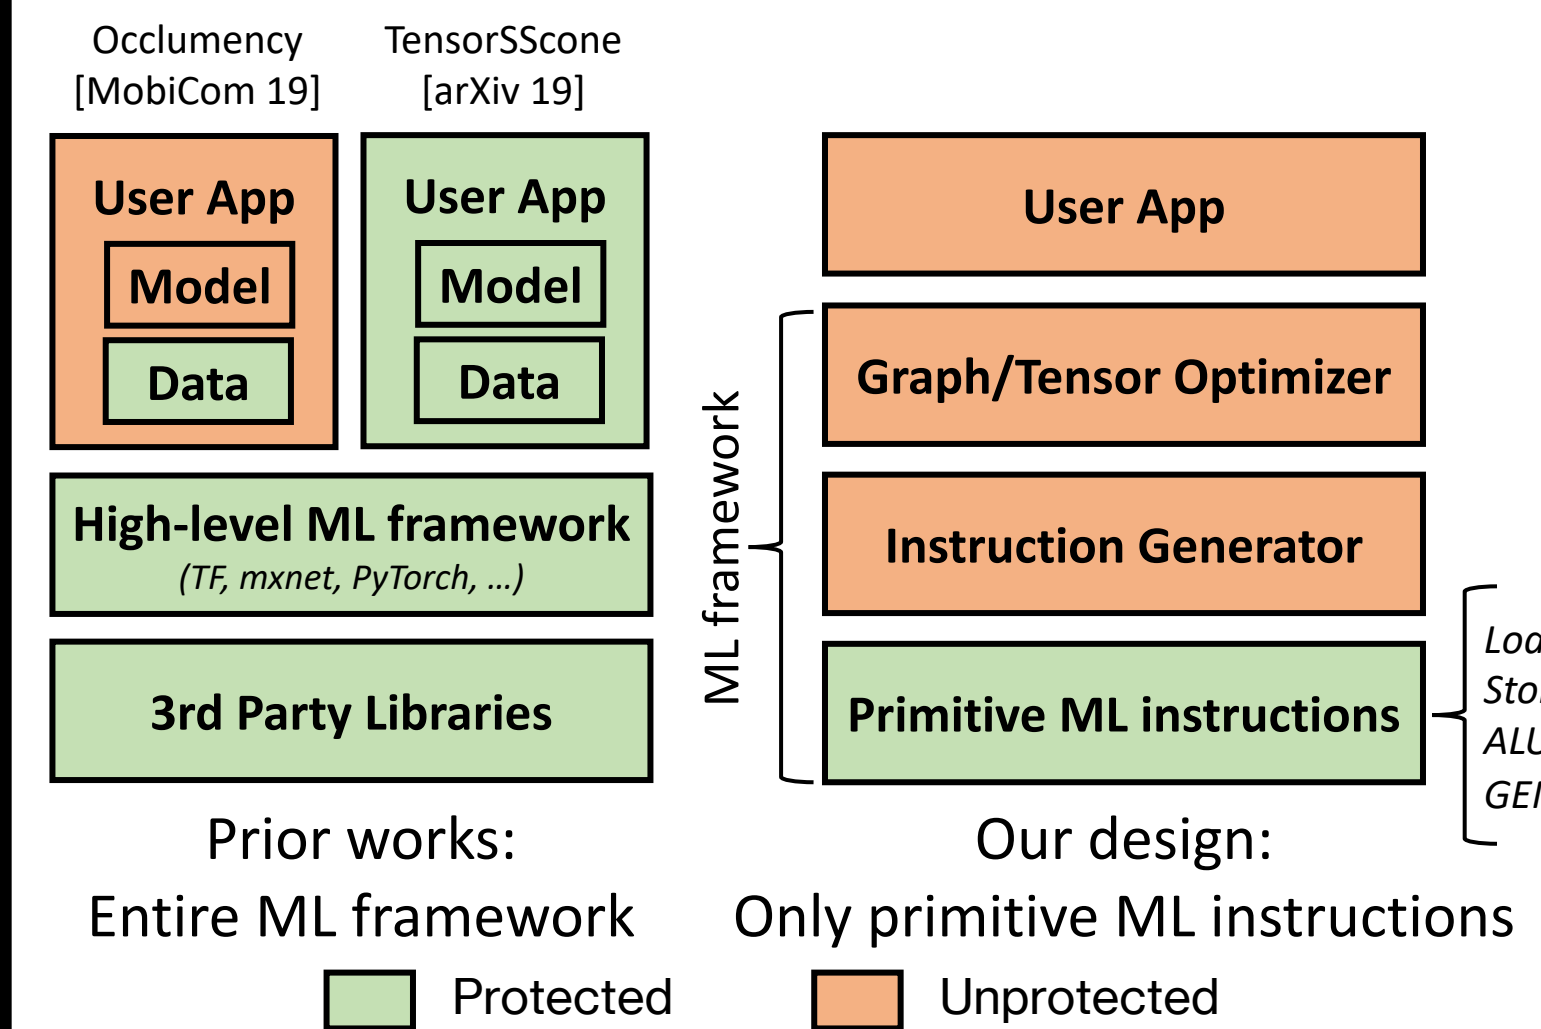 Occlumency
[MobiCom 19]
TensorSScone
[arXiv 19]
User App
Model
Data
User App
Model
Data
High-level ML framework
(TF, mxnet, PyTorch, ...)
3rd Party Libraries
Prior works:
Entire ML framework
ML framework
User App
Graph/Tensor Optimizer
Instruction Generator
Primitive ML instructions
ALU
Our design:
Only primitive ML instructions
Protected
Unprotected